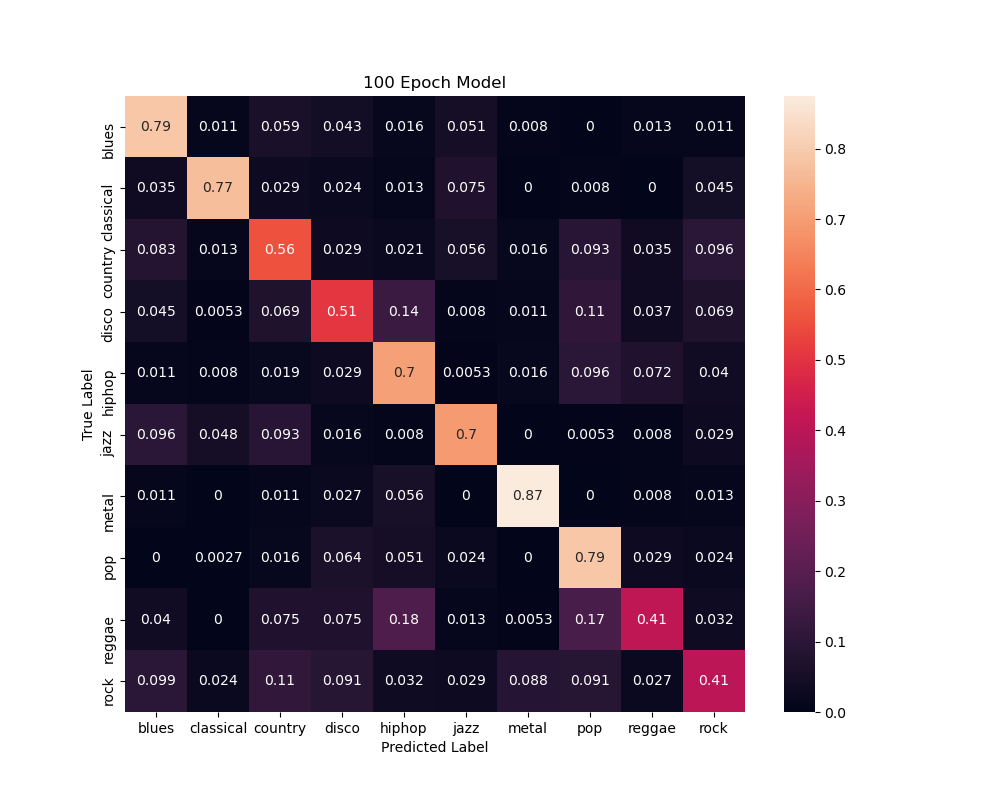 100 Epoch Model
blues 0.79 0.011 0.059 0.043 0.016 0.051 0.008 0 0.013 0.011
classical 0.035 0.77 0.029 0.024 0.013 0.075 0 0.008 0 0.045
country 0.083 0.013 0.56 0.029 0.021 0.056 0.016 0.093 0.035 0.096
disco 0.045 0.0053 0.069 0.51 0.14 0.008 0.011 0.11 0.037 0.069
hiphop 0.011 0.008 0.019 0.029 0.7 0.0053 0.016 0.096 0.072 0.04
jazz 0.096 0.048 0.093 0.016 0.008 0.7 0 0.0053 0.008 0.029
metal 0.011 0 0.011 0.027 0.056 0 0.87 0 0.008 0.013
pop 0 0.0027 0.016 0.064 0.051 0.024 0 0.79 0.029 0.024
reggae 0.04 0 0.075 0.075 0.18 0.013 0.0053 0.17 0.41 0.032
rock 0.099 0.024 0.11 0.091 0.032 0.029 0.088 0.091 0.027 0.41
True Label
blues classical country disco hiphop jazz metal pop reggae rock
Predicted Label
0.8
0.7
0.6
0.5
0.4
0.3
0.2
0.1
0.0